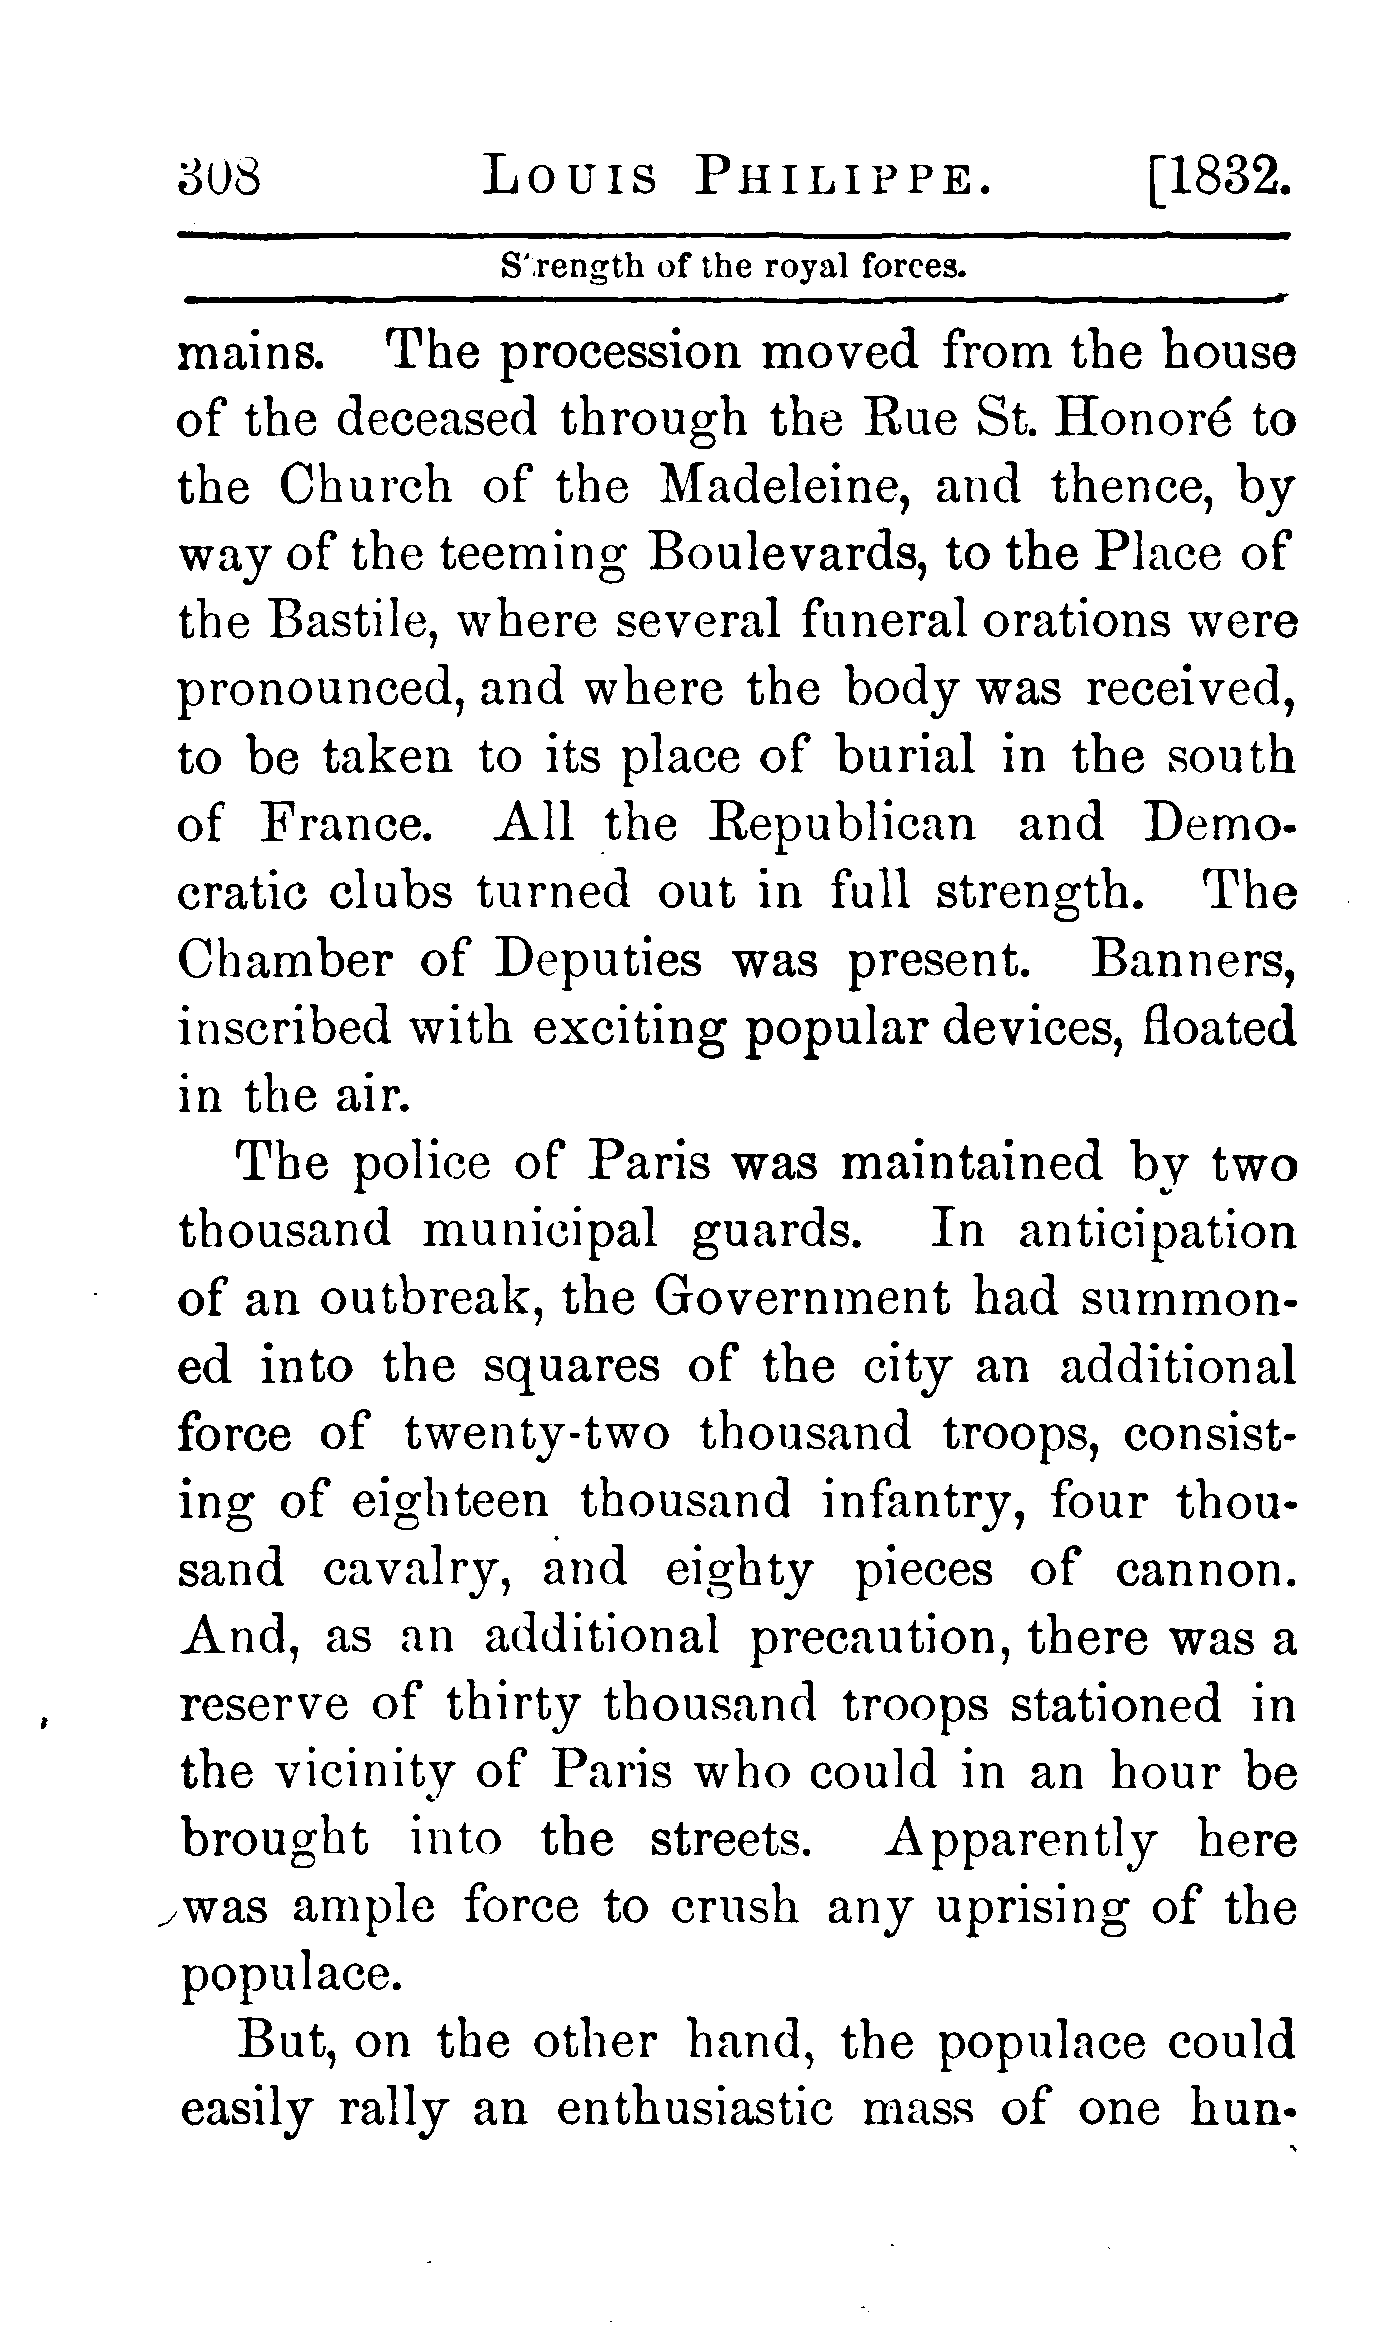 308 LOUIS PHILIPPE. [1832.
Strength of the royal forces.
mains. The procession moved from the house
of the deceased through the Rue St. Honoré to
the Church of the Madeleine, and thence, by
way of the teeming Boulevards, to the Place of
the Bastile, where several funeral orations were
pronounced, and where the body was received,
to be taken to its place of burial in the south
of France. All the Republican and Demo-
cratic clubs turned out in full strength. The
Chamber of Deputies was present. Banners,
inscribed with exciting popular devices, floated
in the air.
The police of Paris was maintained by two
thousand municipal guards. In anticipation
of an outbreak, the Government had summon-
ed into the squares of the city an additional
force of twenty-two thousand troops, consist-
ing of eighteen thousand infantry, four thou-
sand cavalry, and eighty pieces of cannon.
And, as an additional precaution, there was a
reserve of thirty thousand troops stationed in
the vicinity of Paris who could in an hour be
brought into the streets. Apparently here
was ample force to crush any uprising of the
populace.
But, on the other hand, the populace could
easily rally an enthusiastic mass of one hun-